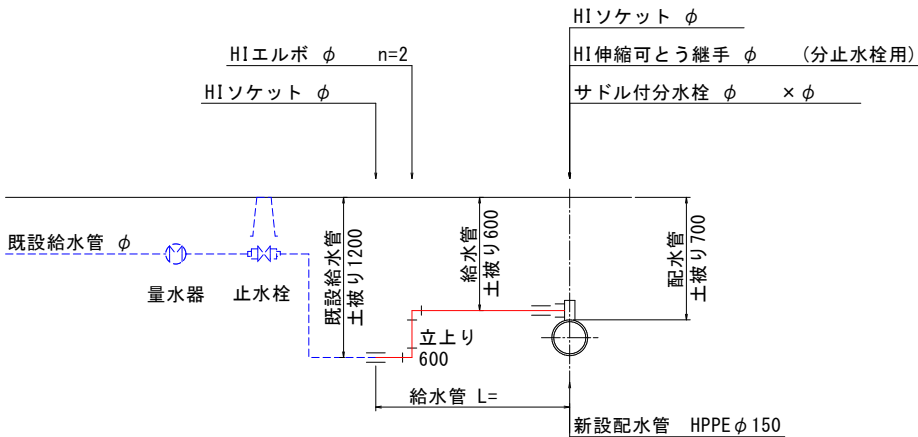 HIソケット φ
HIエルボ φ n=2
HI伸縮可とう継手 φ (分止水栓用)
HIソケット φ
サドル付分水栓 φ ×φ
既設給水管 φ
量水器
止水栓
既設給水管
土被り1200
給水管
土被り600
配水管
土被り700
立上り
600
給水管 L=
新設配水管 HPPEφ150